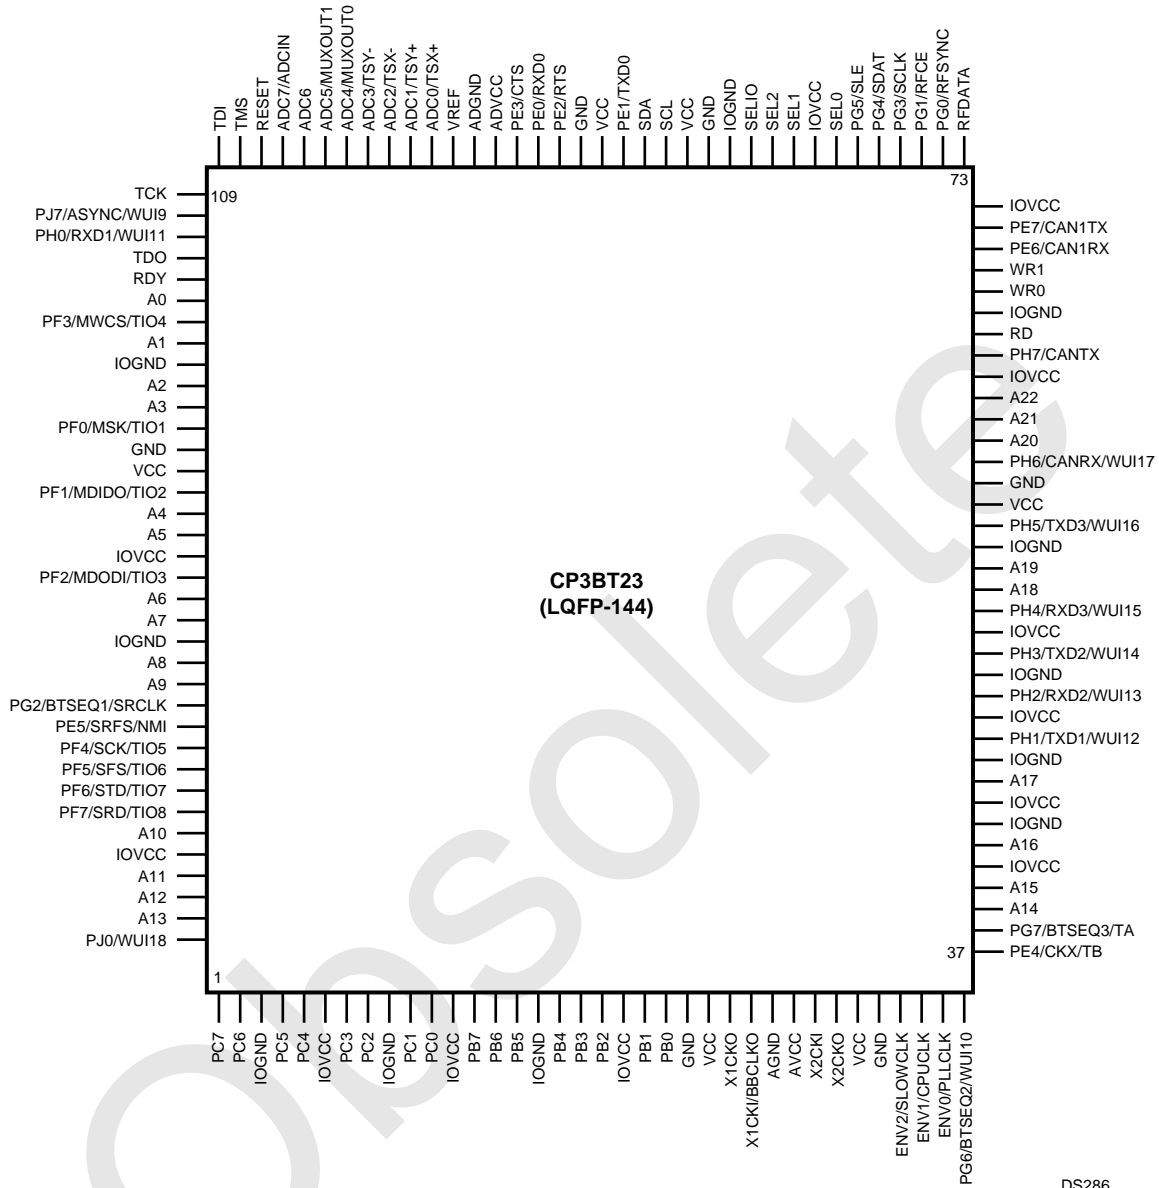 TDI
TMS
RESET
ADC7/ADCIN
ADC6
ADC5/MUXOUT1
ADC4/MUXOUT0
ADC3/TSY-
ADC2/TSX-
ADC1/TSY+
ADC0/TSX+
VREF
ADGND
ADVCC
PE3/CTS
PE0/RXD0
PE2/RTS
GND
VCC
PE1/TXD0
SDA
SCL
VCC
GND
IOGND
SELIO
SEL2
SEL1
IOVCC
SEL0
PG5/SLE
PG4/SDAT
PG3/SCLK
PG1/RFCE
PG0/RFSYNC
RFDATA
109
73
TCK
PJ7/ASYNC/WUI9
PH0/RXD1/WUI11
TDO
RDY
A0
PF3/MWCS/TIO4
A1
IOGND
A2
A3
PF0/MSK/TIO1
GND
VCC
PF1/MDIDO/TIO2
A4
A5
IOVCC
PF2/MDODI/TIO3
A6
A7
IOGND
A8
A9
PG2/BTSEQ1/SRCLK
PE5/SRFS/NMI
PF4/SCK/TIO5
PF5/SFS/TIO6
PF6/STD/TIO7
PF7/SRD/TIO8
A10
IOVCC
A11
A12
A13
PJ0/WUI18
CP3BT23
(LQFP-144)
IOVCC
PE7/CAN1TX
PE6/CAN1RX
WR1
WR0
IOGND
RD
PH7/CANTX
IOVCC
A22
A21
A20
PH6/CANRX/WUI17
GND
VCC
PH5/TXD3/WUI16
IOGND
A19
A18
PH4/RXD3/WUI15
IOVCC
PH3/TXD2/WUI14
IOGND
PH2/RXD2/WUI13
IOVCC
PH1/TXD1/WUI12
IOGND
A17
IOVCC
IOGND
A16
IOVCC
A15
A14
PG7/BTSEQ3/TA
PE4/CKX/TB
1
37
PC7
PC6
IOGND
PC5
PC4
IOVCC
PC3
PC2
IOGND
PC1
PC0
IOVCC
PB7
PB6
PB5
IOGND
PB4
PB3
PB2
IOVCC
PB1
PB0
GND
VCC
X1CKO
X1CKI/BBCLKO
AGND
AVCC
X2CKI
X2CKO
VCC
GND
ENV2/SLOWCLK
ENV1/CPUCLK
ENV0/PLLCLK
PG6/BTSEQ2/WUI10
Obsolete
DS286